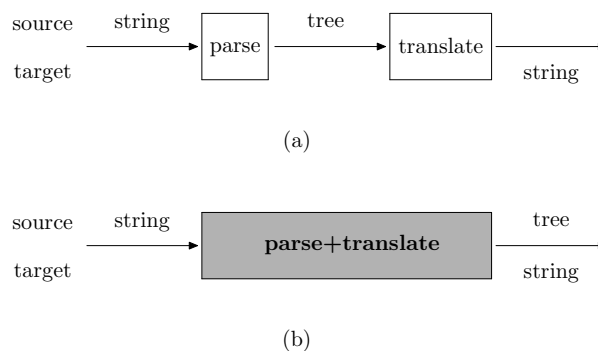 source string tree
parse translate
target string
(a)
source string tree
parse+translate
target string
(b)